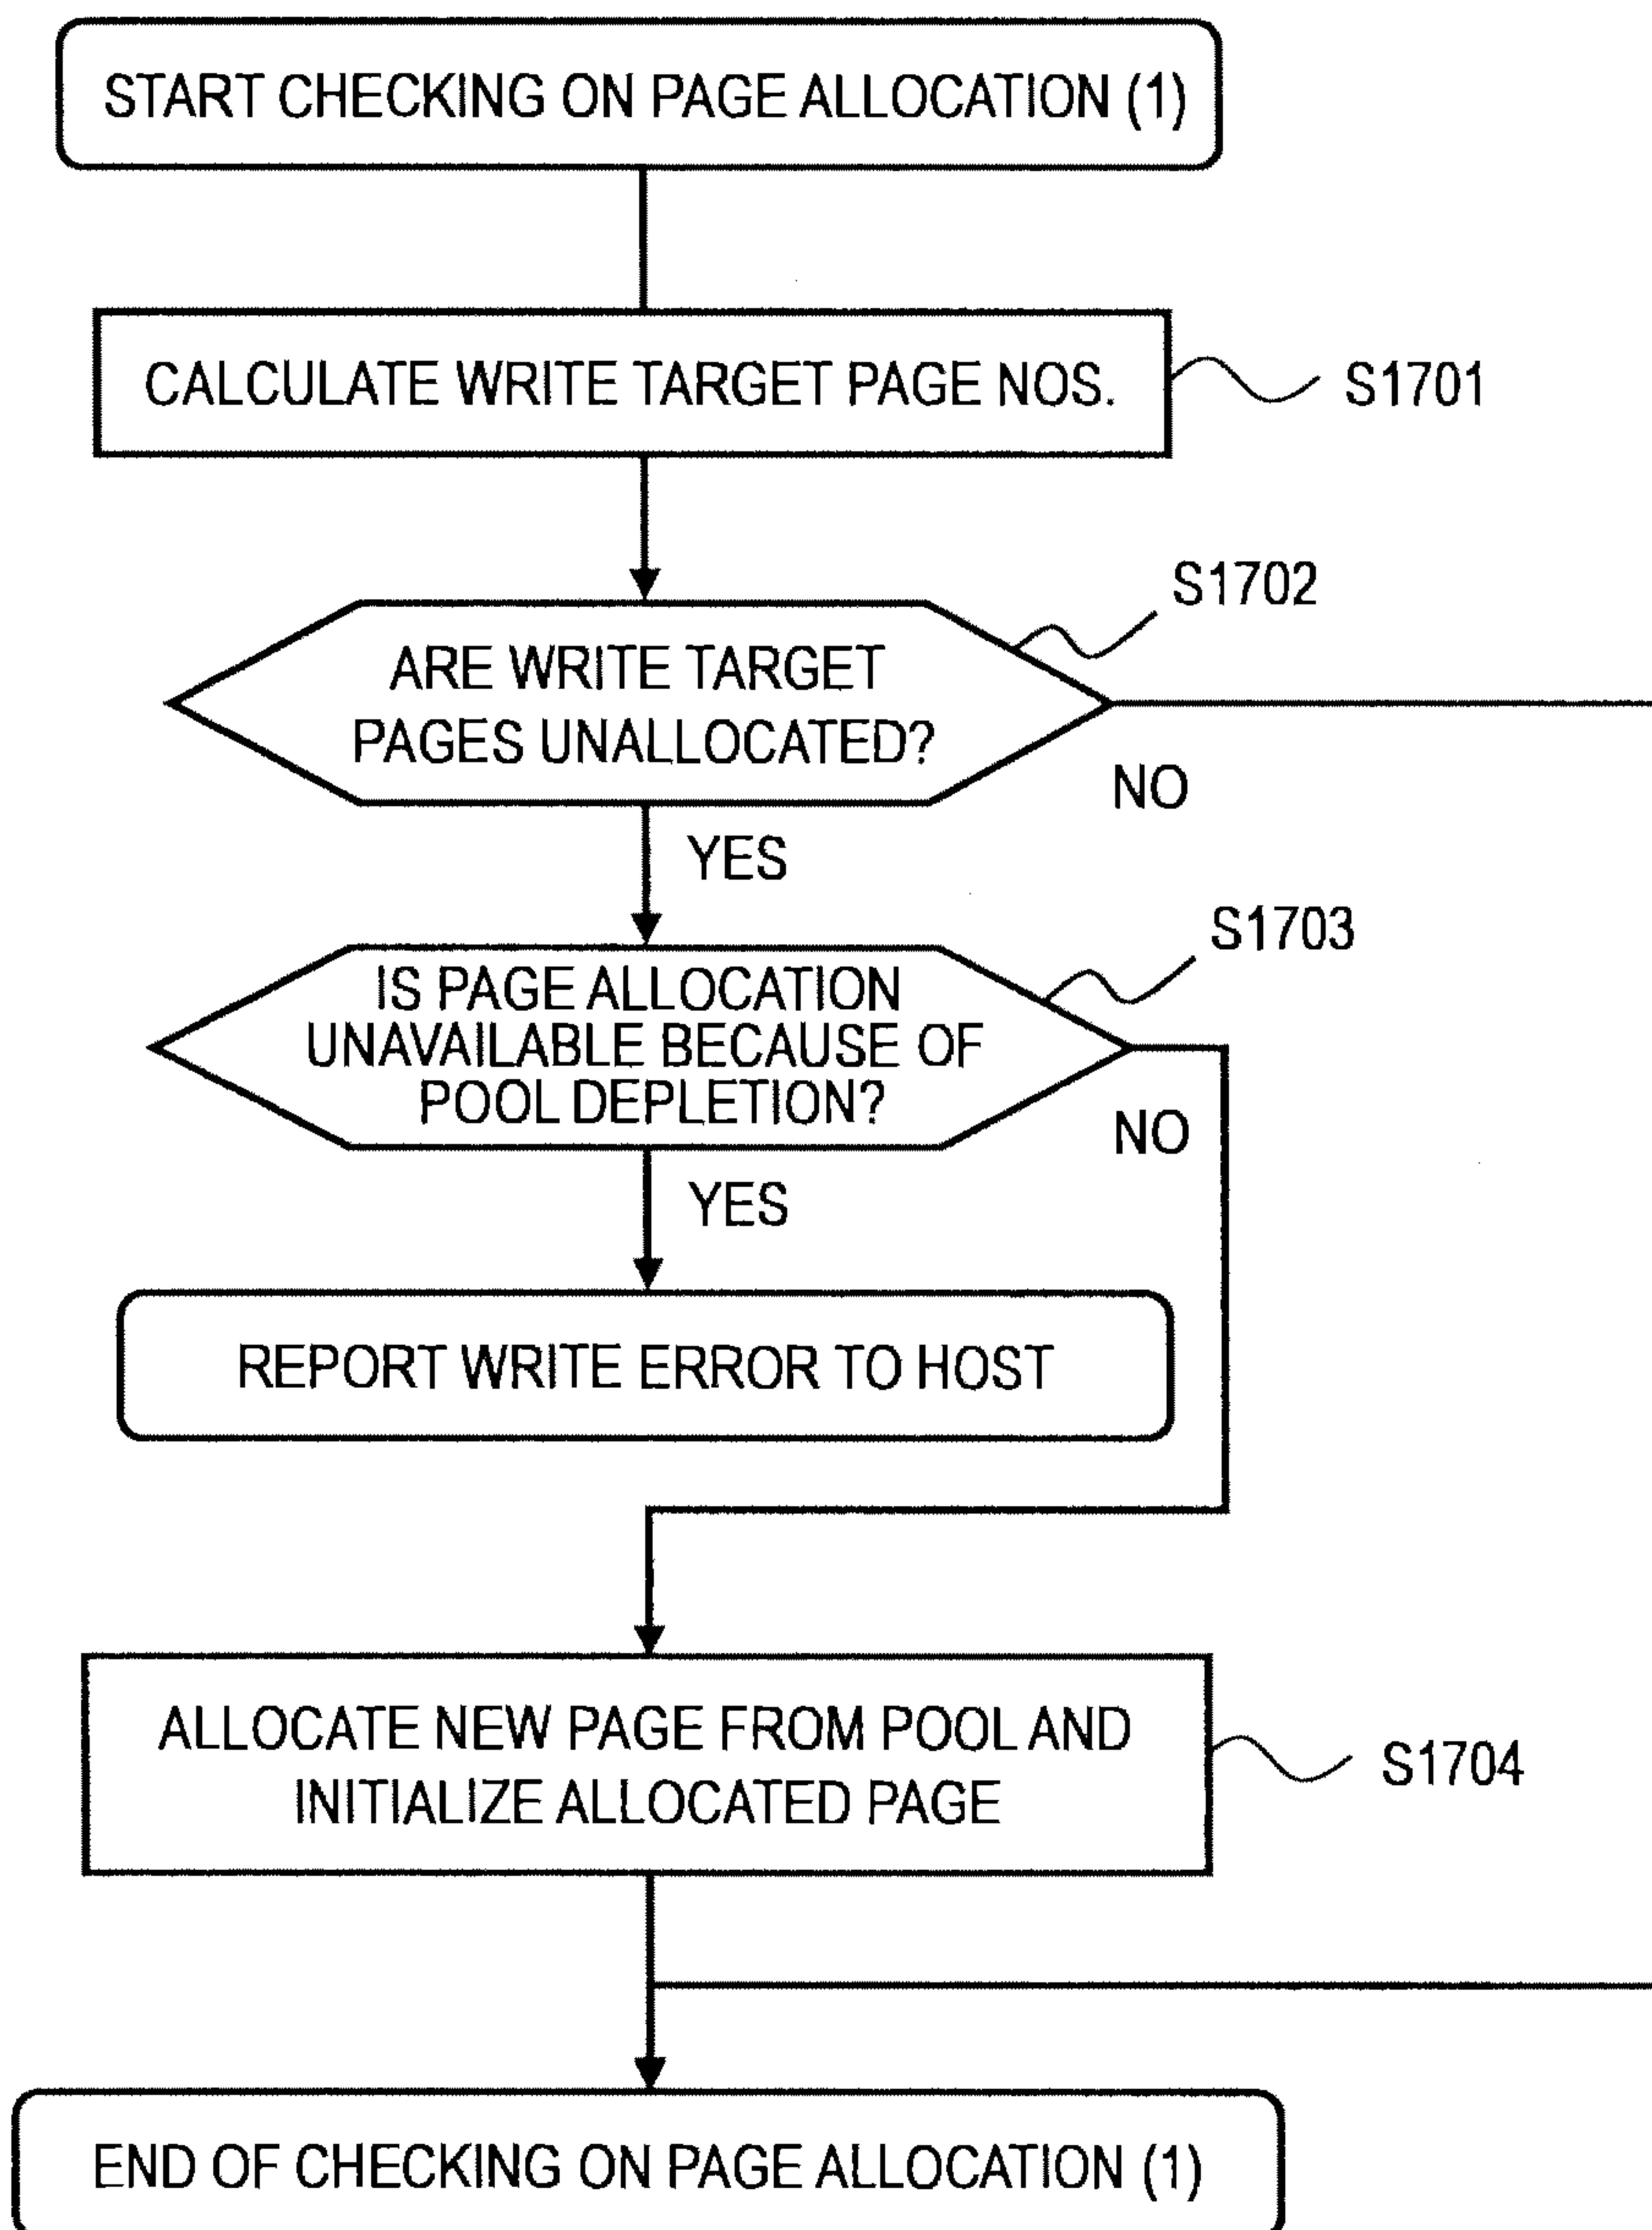 START CHECKING ON PAGE ALLOCATION (1)
CALCULATE WRITE TARGET PAGE NOS.
S1701
S1702
ARE WRITE TARGET
PAGES UNALLOCATED?
NO
YES
S1703
IS PAGE ALLOCATION
UNAVAILABLE BECAUSE OF
POOL DEPLETION?
NO
YES
REPORT WRITE ERROR TO HOST
ALLOCATE NEW PAGE FROM POOL AND
INITIALIZE ALLOCATED PAGE
S1704
END OF CHECKING ON PAGE ALLOCATION (1)